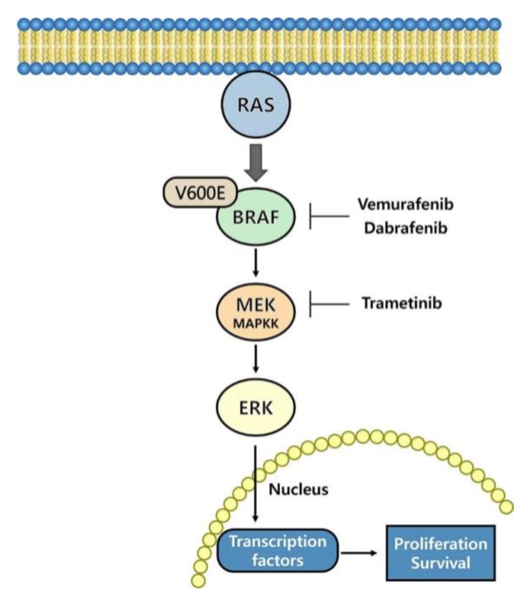 RAS
V600E
BRAF
Vemurafenib
Dabrafenib
MEK
MAPKK
Trametinib
ERK
Nucleus
Transcription
factors
Proliferation
Survival